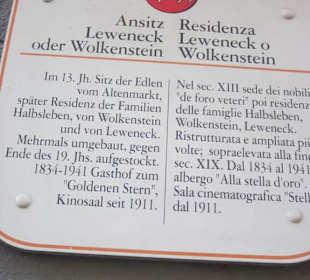 Ansitz
Leweneck
oder Wolkenstein
Im 13. Jh. Sitz der Edlen
vom Altenmarkt,
später Residenz der Familien
Halbsleben, von Wolkenstein
und von Leweneck.
Mehrmals umgebaut, gegen
Ende des 19. Jhs. aufgestockt.
1834-1941 Gasthof zum
"Goldenen Stern",
Kinosaal seit 1911.
Residenza
Leweneck o
Wolkenstein
Nel sec. XIII sede dei nobili
"de foro veteri" poi residenz
delle famiglie Halbsleben,
Wolkenstein, Leweneck.
Ristrutturata e ampliata più
volte; sopraelevata alla fine
sec. XIX. Dal 1834 al 1941
albergo "Alla stella d'oro".
Sala cinematografica "Stell
dal 1911.